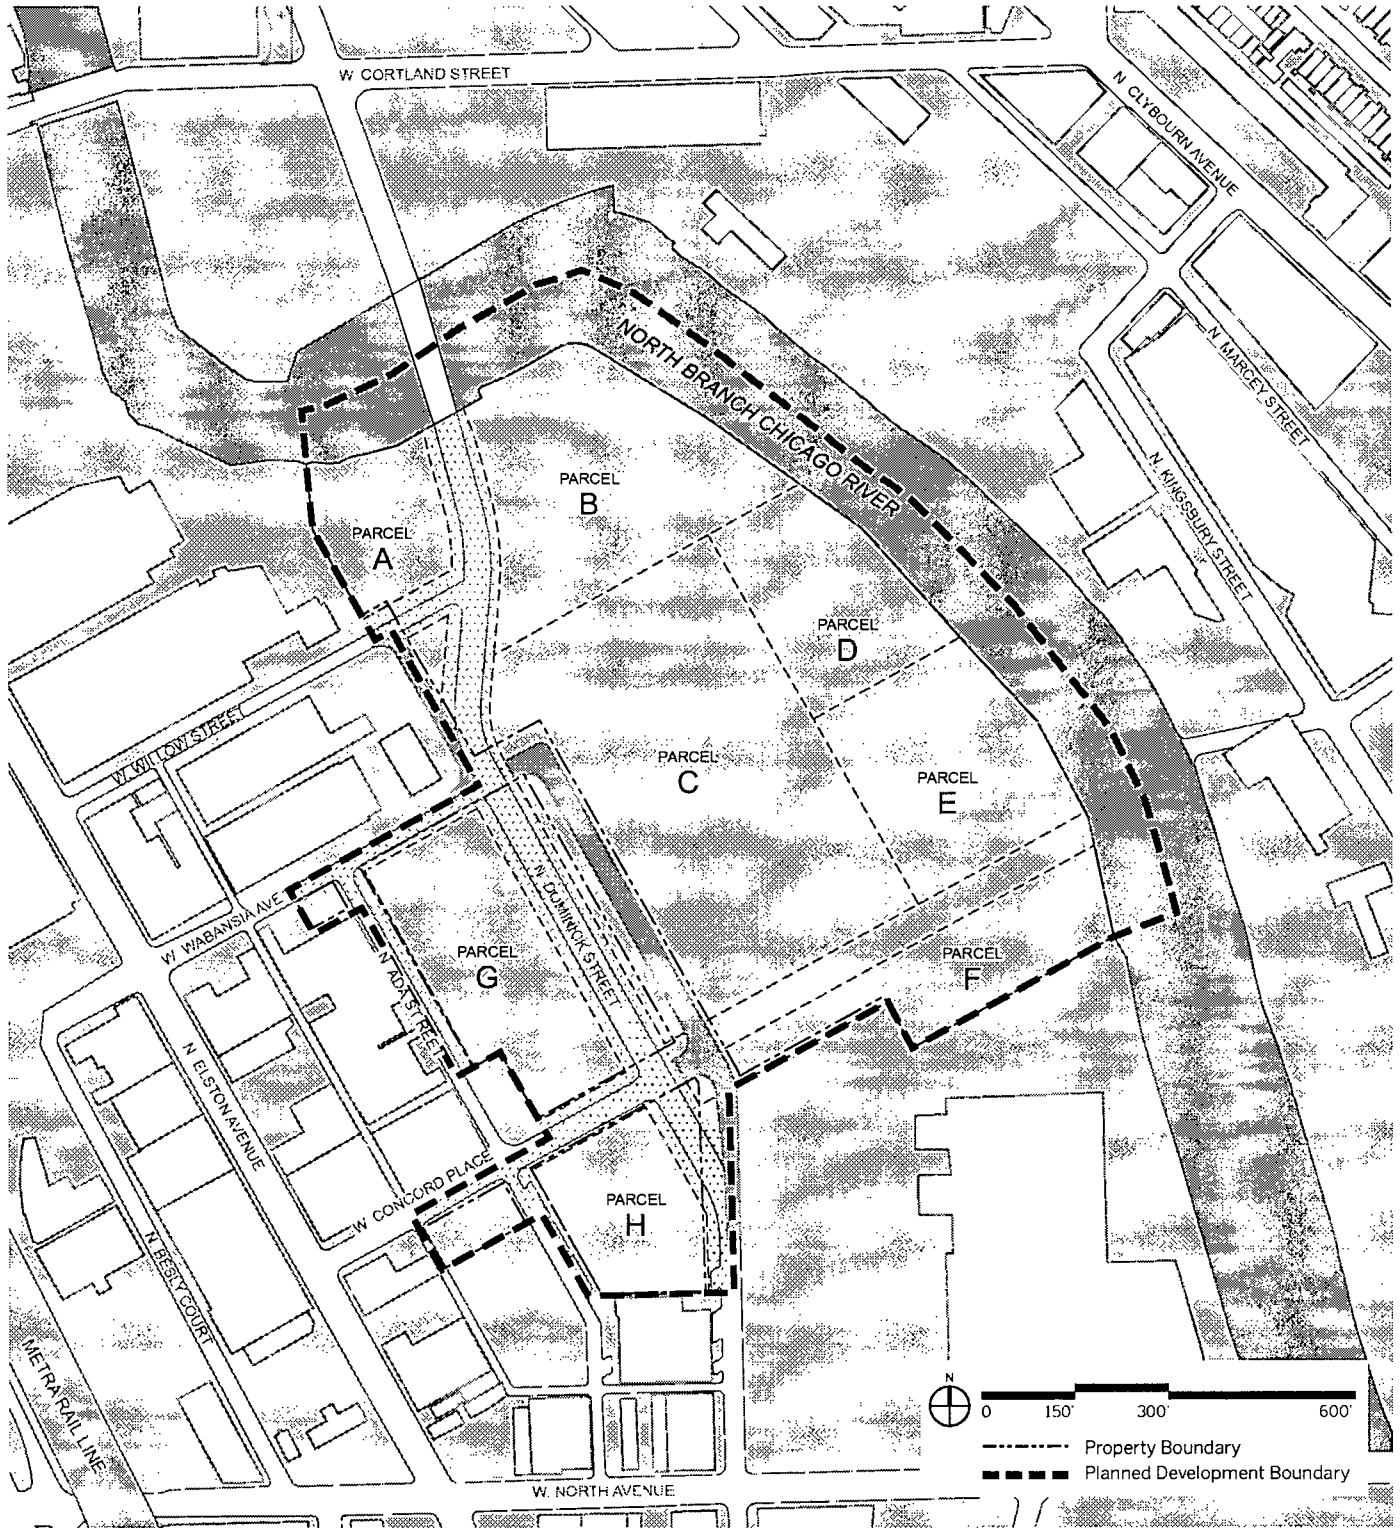 W CORTLAND STREET
N CLYBOURN AVENUE
NORTH BRANCH CHICAGO RIVER
N MARCEY STREET
N KINGSBURY STREET
PARCEL
B
PARCEL
A
PARCEL
D
W WILLOW STREET
PARCEL
C
PARCEL
E
N DOMINICK STREET
W WABANSIA AVE
PARCEL
G
PARCEL
F
N ADA STREET
N ELSTON AVENUE
W CONCORD PLACE
PARCEL
H
N BESLY COURT
METRA RAIL LINE
N
0 150' 300' 600'
Property Boundary
Planned Development Boundary
W. NORTH AVENUE